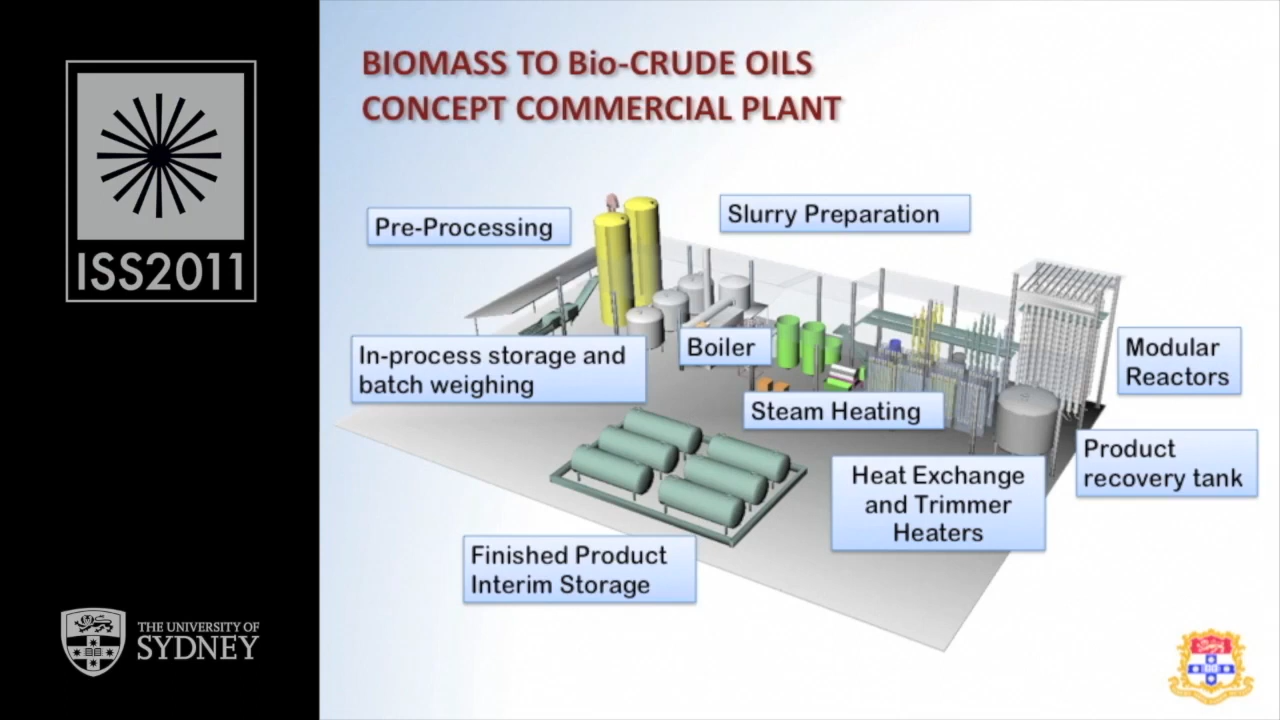 BIOMASS TO Bio-CRUDE OILS
CONCEPT COMMERCIAL PLANT
Pre-Processing
Slurry Preparation
In-process storage and
batch weighing
Boiler
Modular
Reactors
Steam Heating
Product
recovery tank
Heat Exchange
and Trimmer
Heaters
Finished Product
Interim Storage
ISS2011
THE UNIVERSITY OF
SYDNEY